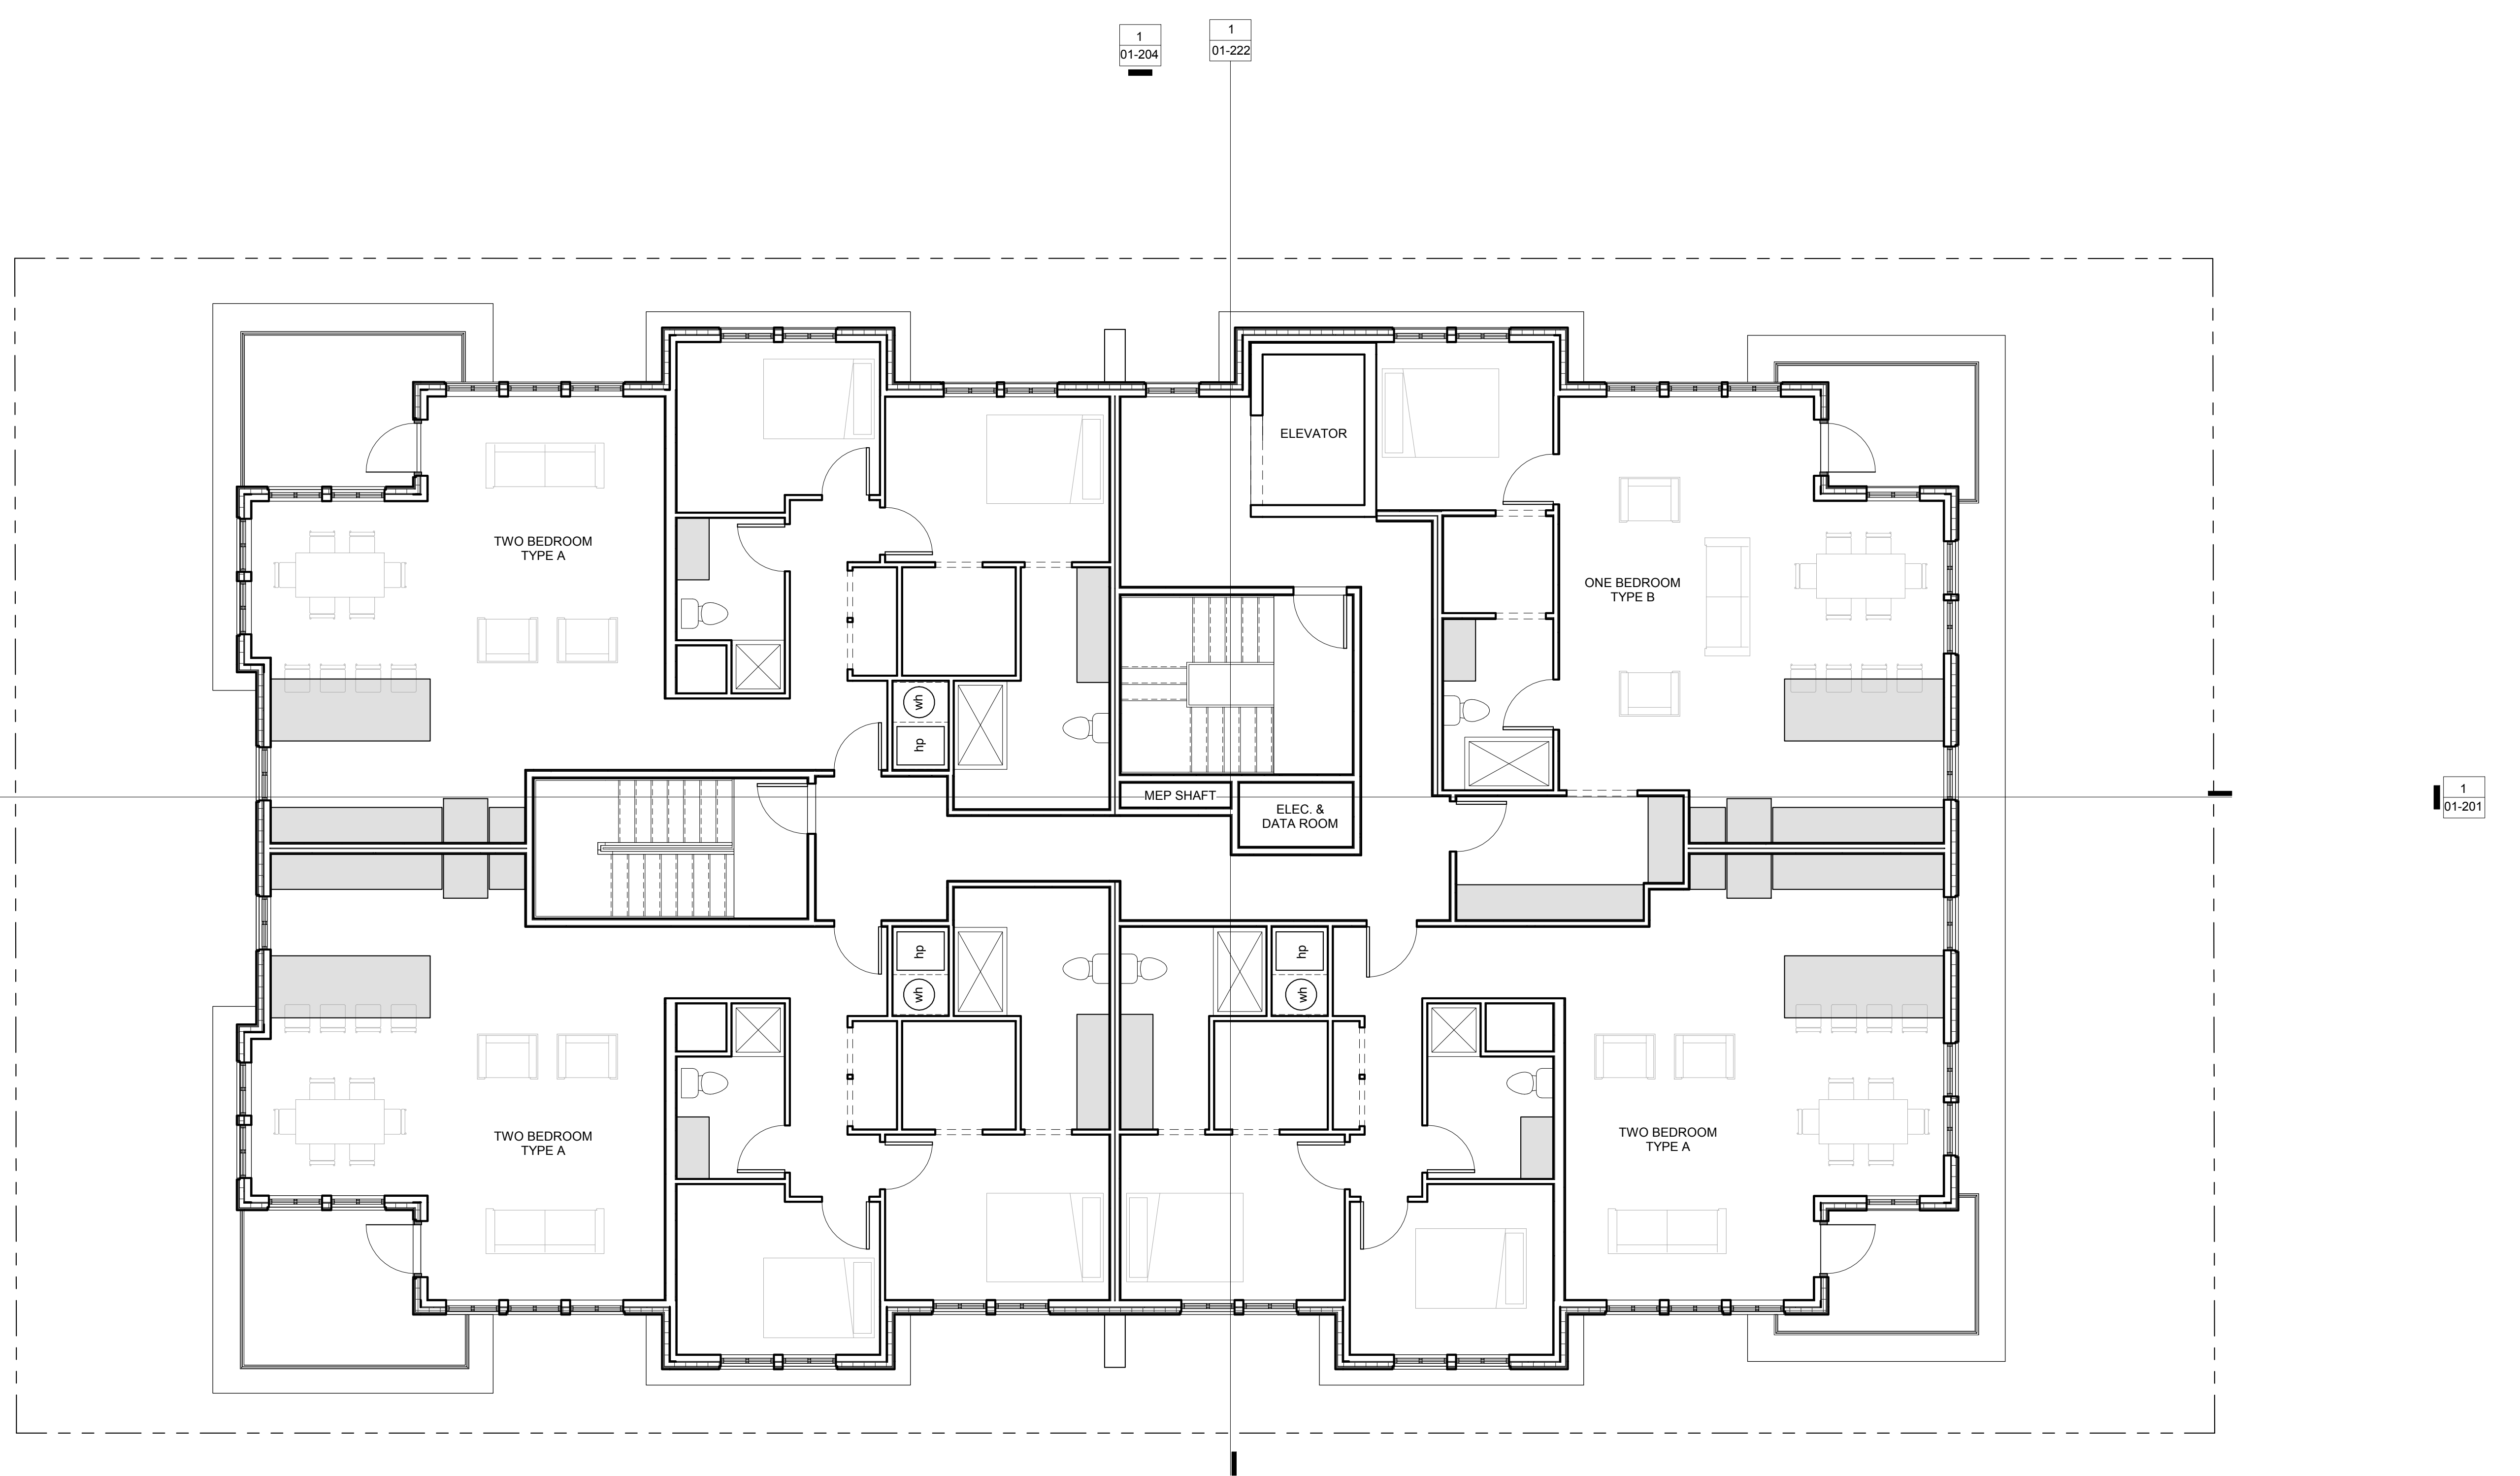 1
01-204
1
01-222
ELEVATOR
TWO BEDROOM
TYPE A
ONE BEDROOM
TYPE B
wh
hp
MEP SHAFT
ELEC. &
DATA ROOM
1
01-201
hp
wh
hp
wh
TWO BEDROOM
TYPE A
TWO BEDROOM
TYPE A